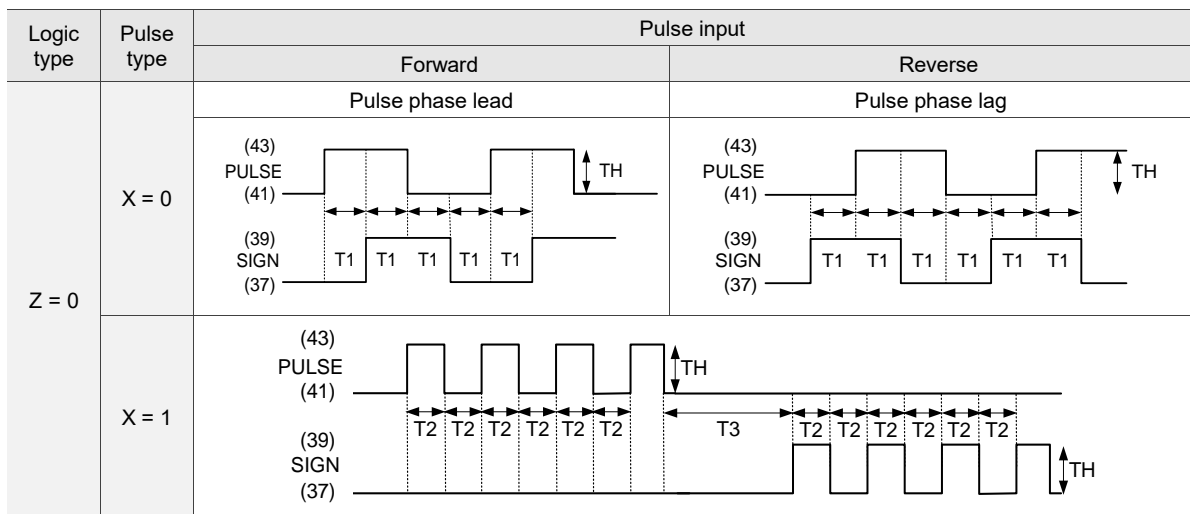 Logic type
Pulse type
Pulse input
Forward
Reverse
Z = 0
X = 0
Pulse phase lead
Pulse phase lag
(43)
PULSE
(41)
TH
(39)
SIGN
(37)
T1 T1 T1 T1 T1
(43)
PULSE
(41)
TH
(39)
SIGN
(37)
T1 T1 T1 T1 T1 T1
X = 1
(43)
PULSE
(41)
TH
T2 T2 T2 T2 T2 T2
T3
T2 T2 T2 T2 T2 T2
(39)
SIGN
(37)
TH